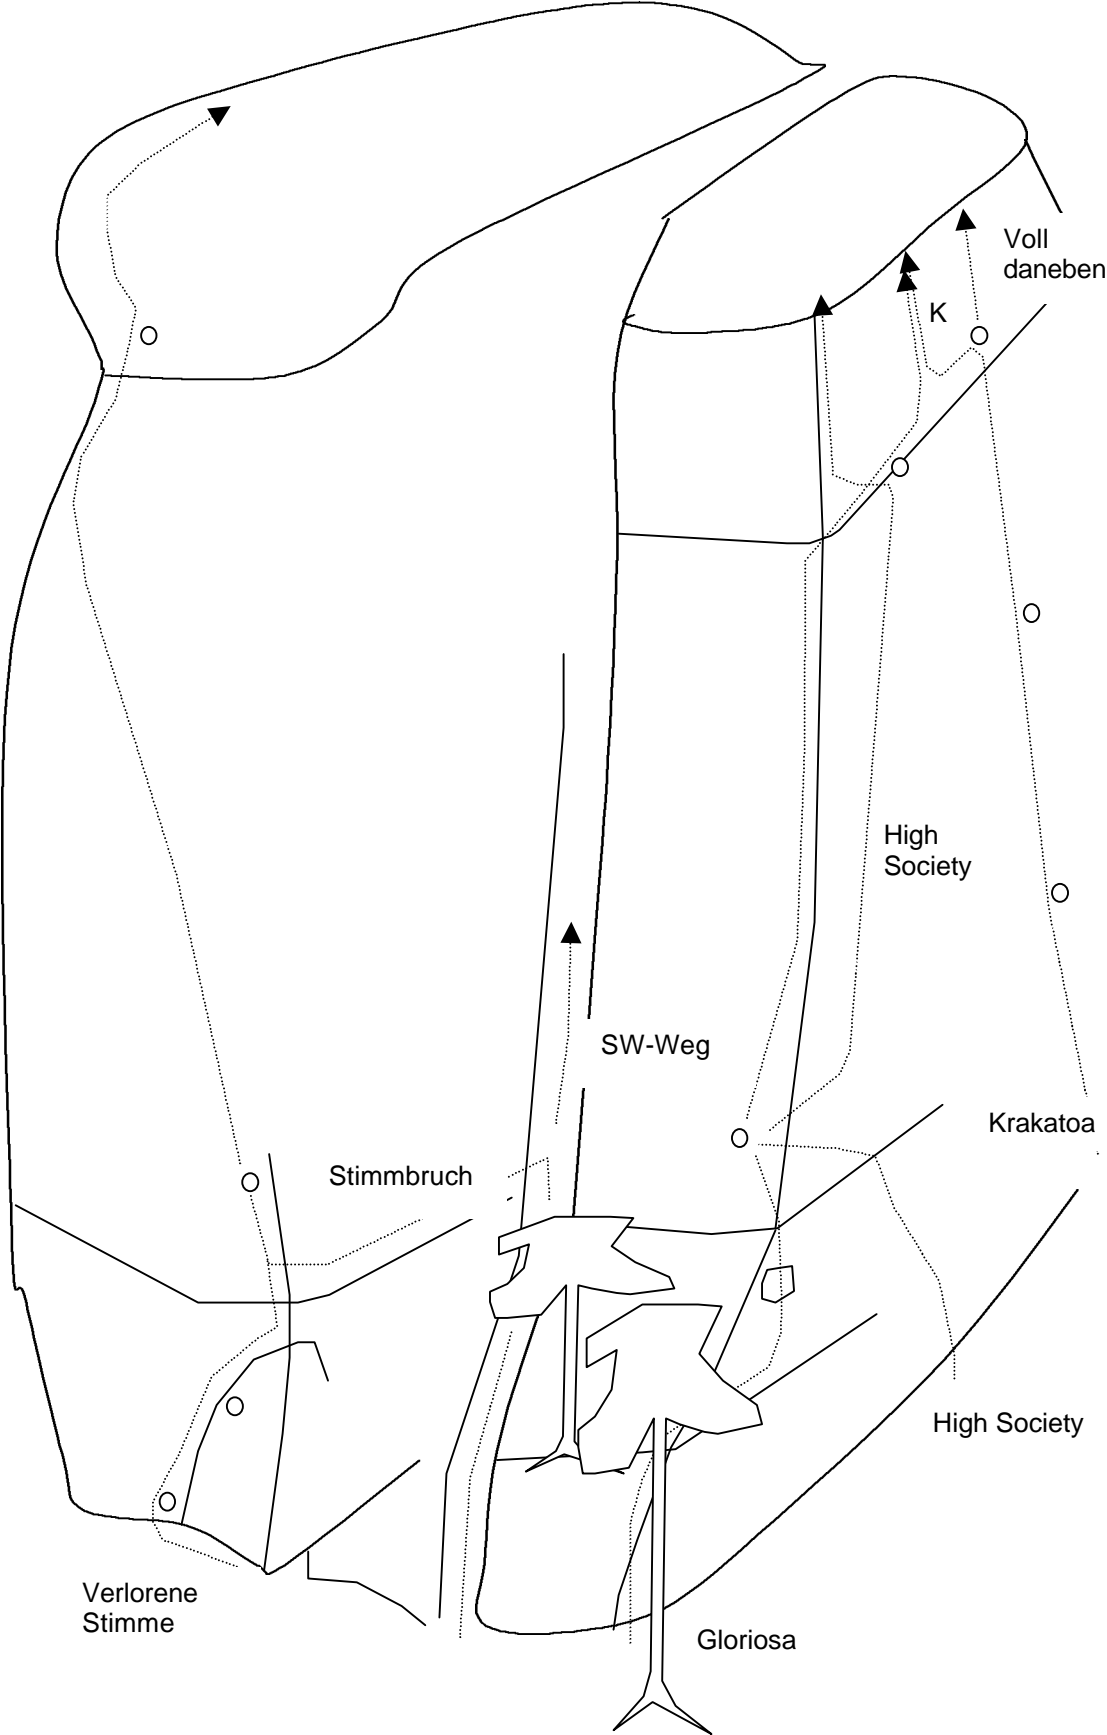 Voll
daneben
K
High
Society
SW-Weg
Krakatoa
Stimmbruch
High Society
Verlorene
Stimme
Gloriosa